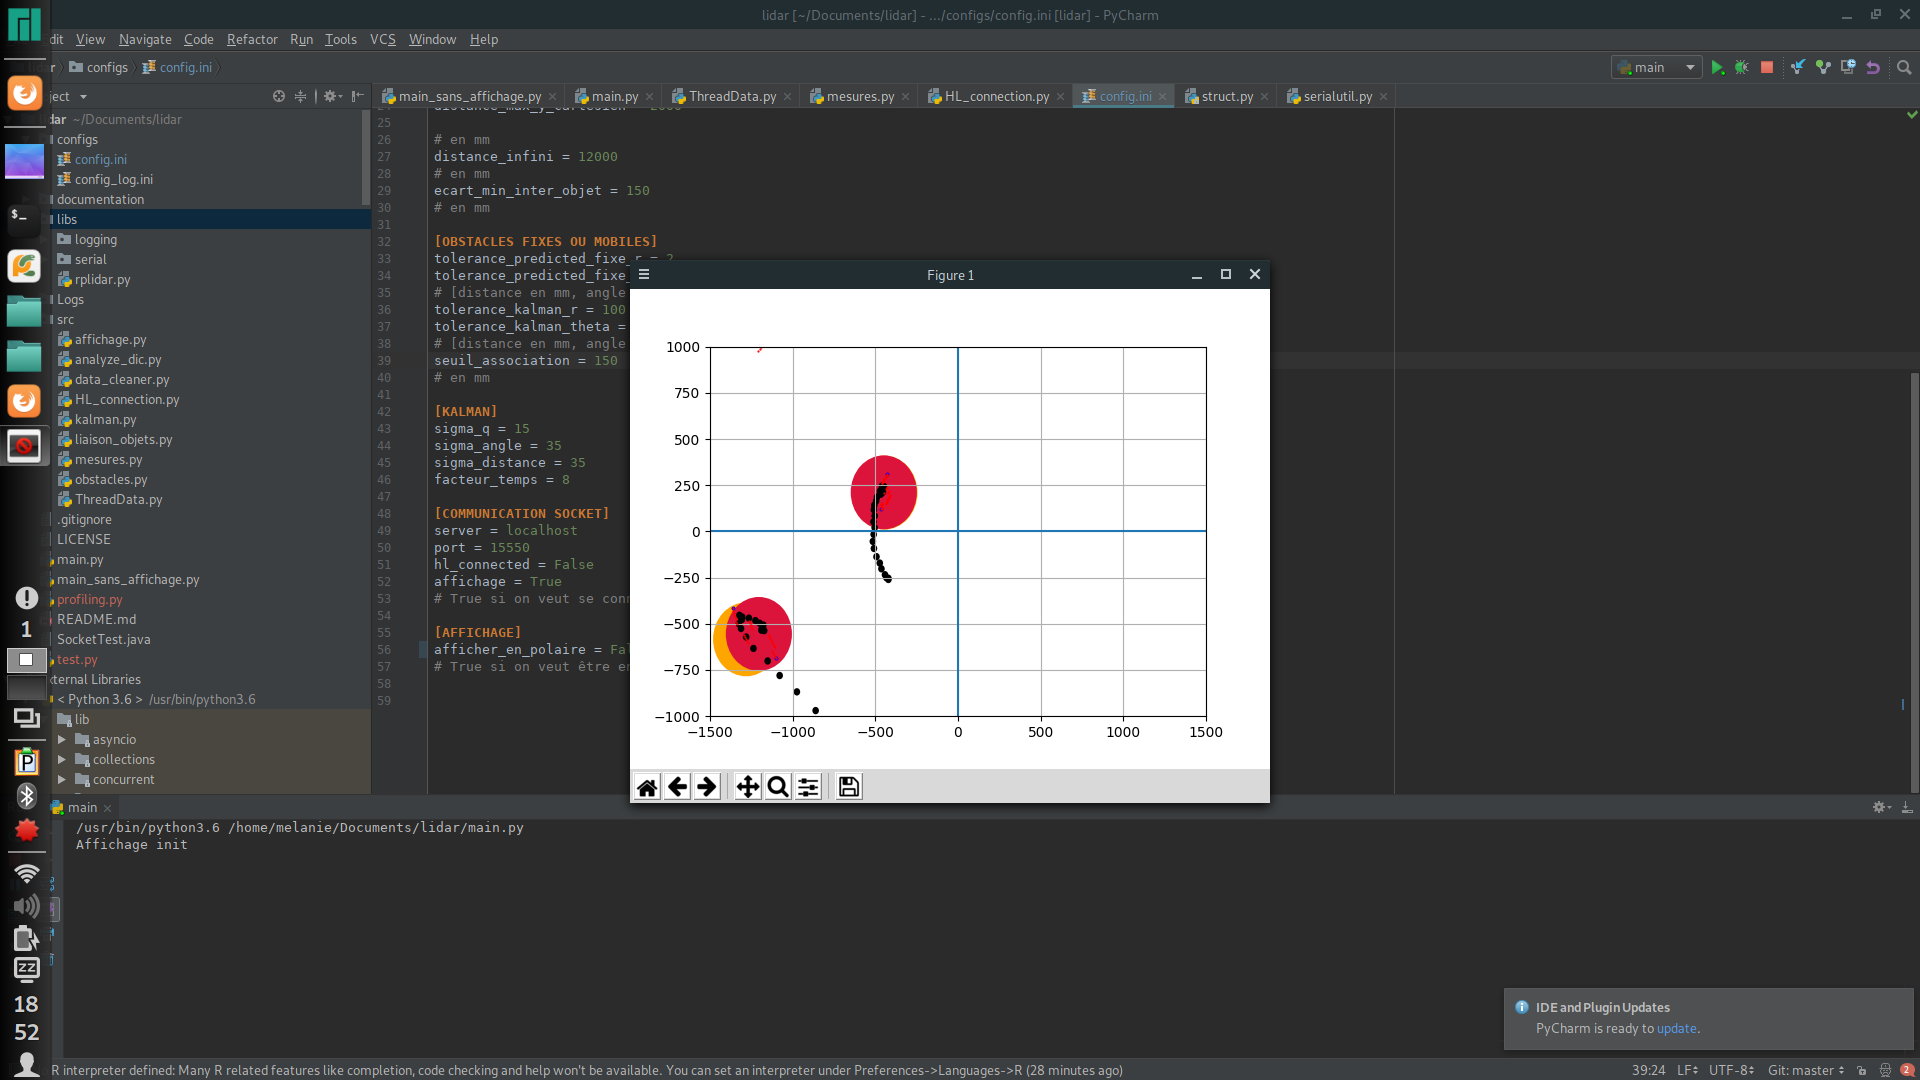 lidar [~/Documents/lidar] - .../configs/config.ini [lidar] - PyCharm
dit View Navigate Code Refactor Run Tools VCS Window Help
configs config.ini main
ject
main_sans_affichage.py main.py ThreadData.py mesures.py HL_connection.py config.ini struct.py serialutil.py
dar ~/Documents/lidar
configs
config.ini
config_log.ini
documentation
libs
logging
serial
rplidar.py
Logs
src
affichage.py
analyze_dic.py
data_cleaner.py
HL_connection.py
kalman.py
liaison_objets.py
mesures.py
obstacles.py
ThreadData.py
.gitignore
LICENSE
main.py
main_sans_affichage.py
profiling.py
README.md
SocketTest.java
test.py
xternal Libraries
< Python 3.6 > /usr/bin/python3.6
lib
asyncio
collections
concurrent
25
26 # en mm
27 distance_infini = 12000
28 # en mm
29 ecart_min_inter_objet = 150
30 # en mm
31
32 [OBSTACLES FIXES OU MOBILES]
33 tolerance_predicted_fixe_r = 2
34 tolerance_predicted_fixe_
35 # [distance en mm, angle
36 tolerance_kalman_r = 100
37 tolerance_kalman_theta =
38 # [distance en mm, angle
39 seuil_association = 150
40 # en mm
41
42 [KALMAN]
43 sigma_q = 15
44 sigma_angle = 35
45 sigma_distance = 35
46 facteur_temps = 8
47
48 [COMMUNICATION SOCKET]
49 server = localhost
50 port = 15550
51 hl_connected = False
52 affichage = True
53 # True si on veut se con
54
55 [AFFICHAGE]
56 afficher_en_polaire = Fa
57 # True si on veut être e
58
59
Figure 1
1000
750
500
250
0
−250
−500
−750
−1000
−1500 −1000 −500 0 500 1000 1500
main
/usr/bin/python3.6 /home/melanie/Documents/lidar/main.py
Affichage init
1
18
52
IDE and Plugin Updates
PyCharm is ready to update.
R interpreter defined: Many R related features like completion, code checking and help won't be available. You can set an interpreter under Preferences->Languages->R (28 minutes ago)
39:24 LF UTF-8 Git: master 2